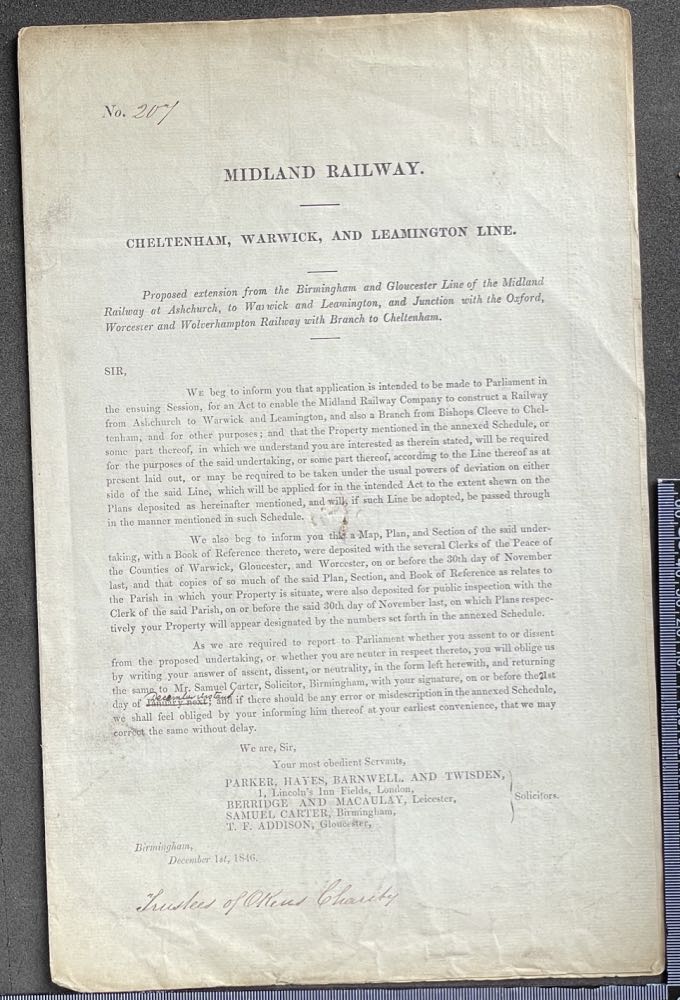 No. 207
MIDLAND RAILWAY.
CHELTENHAM, WARWICK, AND LEAMINGTON LINE.
Proposed extension from the Birmingham and Gloucester Line of the Midland
Railway at Ashchurch, to Warwick and Leamington, and Junction with the Oxford,
Worcester and Wolverhampton Railway with Branch to Cheltenham.
SIR,
WE beg to inform you that application is intended to be made to Parliament in
the ensuing Session, for an Act to enable the Midland Railway Company to construct a Railway
from Ashchurch to Warwick and Leamington, and also a Branch from Bishops Cleeve to Chel-
tenham, and for other purposes; and that the Property mentioned in the annexed Schedule, or
some part thereof, in which we understand you are interested as therein stated, will be required
for the purposes of the said undertaking, or some part thereof, according to the Line thereof as at
present laid out, or may be required to be taken under the usual powers of deviation on either
side of the said Line, which will be applied for in the intended Act to the extent shewn on the
Plans deposited as hereinafter mentioned, and will, if such Line be adopted, be passed through
in the manner mentioned in such Schedule.
We also beg to inform you that a Map, Plan, and Section of the said under-
taking, with a Book of Reference thereto, were deposited with the several Clerks of the Peace of
the Counties of Warwick, Gloucester, and Worcester, on or before the 30th day of November
last, and that copies of so much of the said Plan, Section, and Book of Reference as relates to
the Parish in which your Property is situate, were also deposited for public inspection with the
Clerk of the said Parish, on or before the said 30th day of November last, on which Plans respec-
tively your Property will appear designated by the numbers set forth in the annexed Schedule.
As we are required to report to Parliament whether you assent to or dissent
from the proposed undertaking, or whether you are neuter in respect thereto, you will oblige us
by writing your answer of assent, dissent, or neutrality, in the form left herewith, and returning
the same to Mr. Samuel Carter, Solicitor, Birmingham, with your signature, on or before the 21st
December instant
day of January next; and if there should be any error or misdescription in the annexed Schedule,
we shall feel obliged by your informing him thereof at your earliest convenience, that we may
correct the same without delay.
We are, Sir,
Your most obedient Servants,
PARKER, HAYES, BARNWELL, AND TWISDEN,
1, Lincoln's Inn Fields, London,
BERRIDGE AND MACAULAY, Leicester,
SAMUEL CARTER, Birmingham,
T. F. ADDISON, Gloucester,
Solicitors.
Birmingham,
December 1st, 1846.
Trustees of Okens Charity